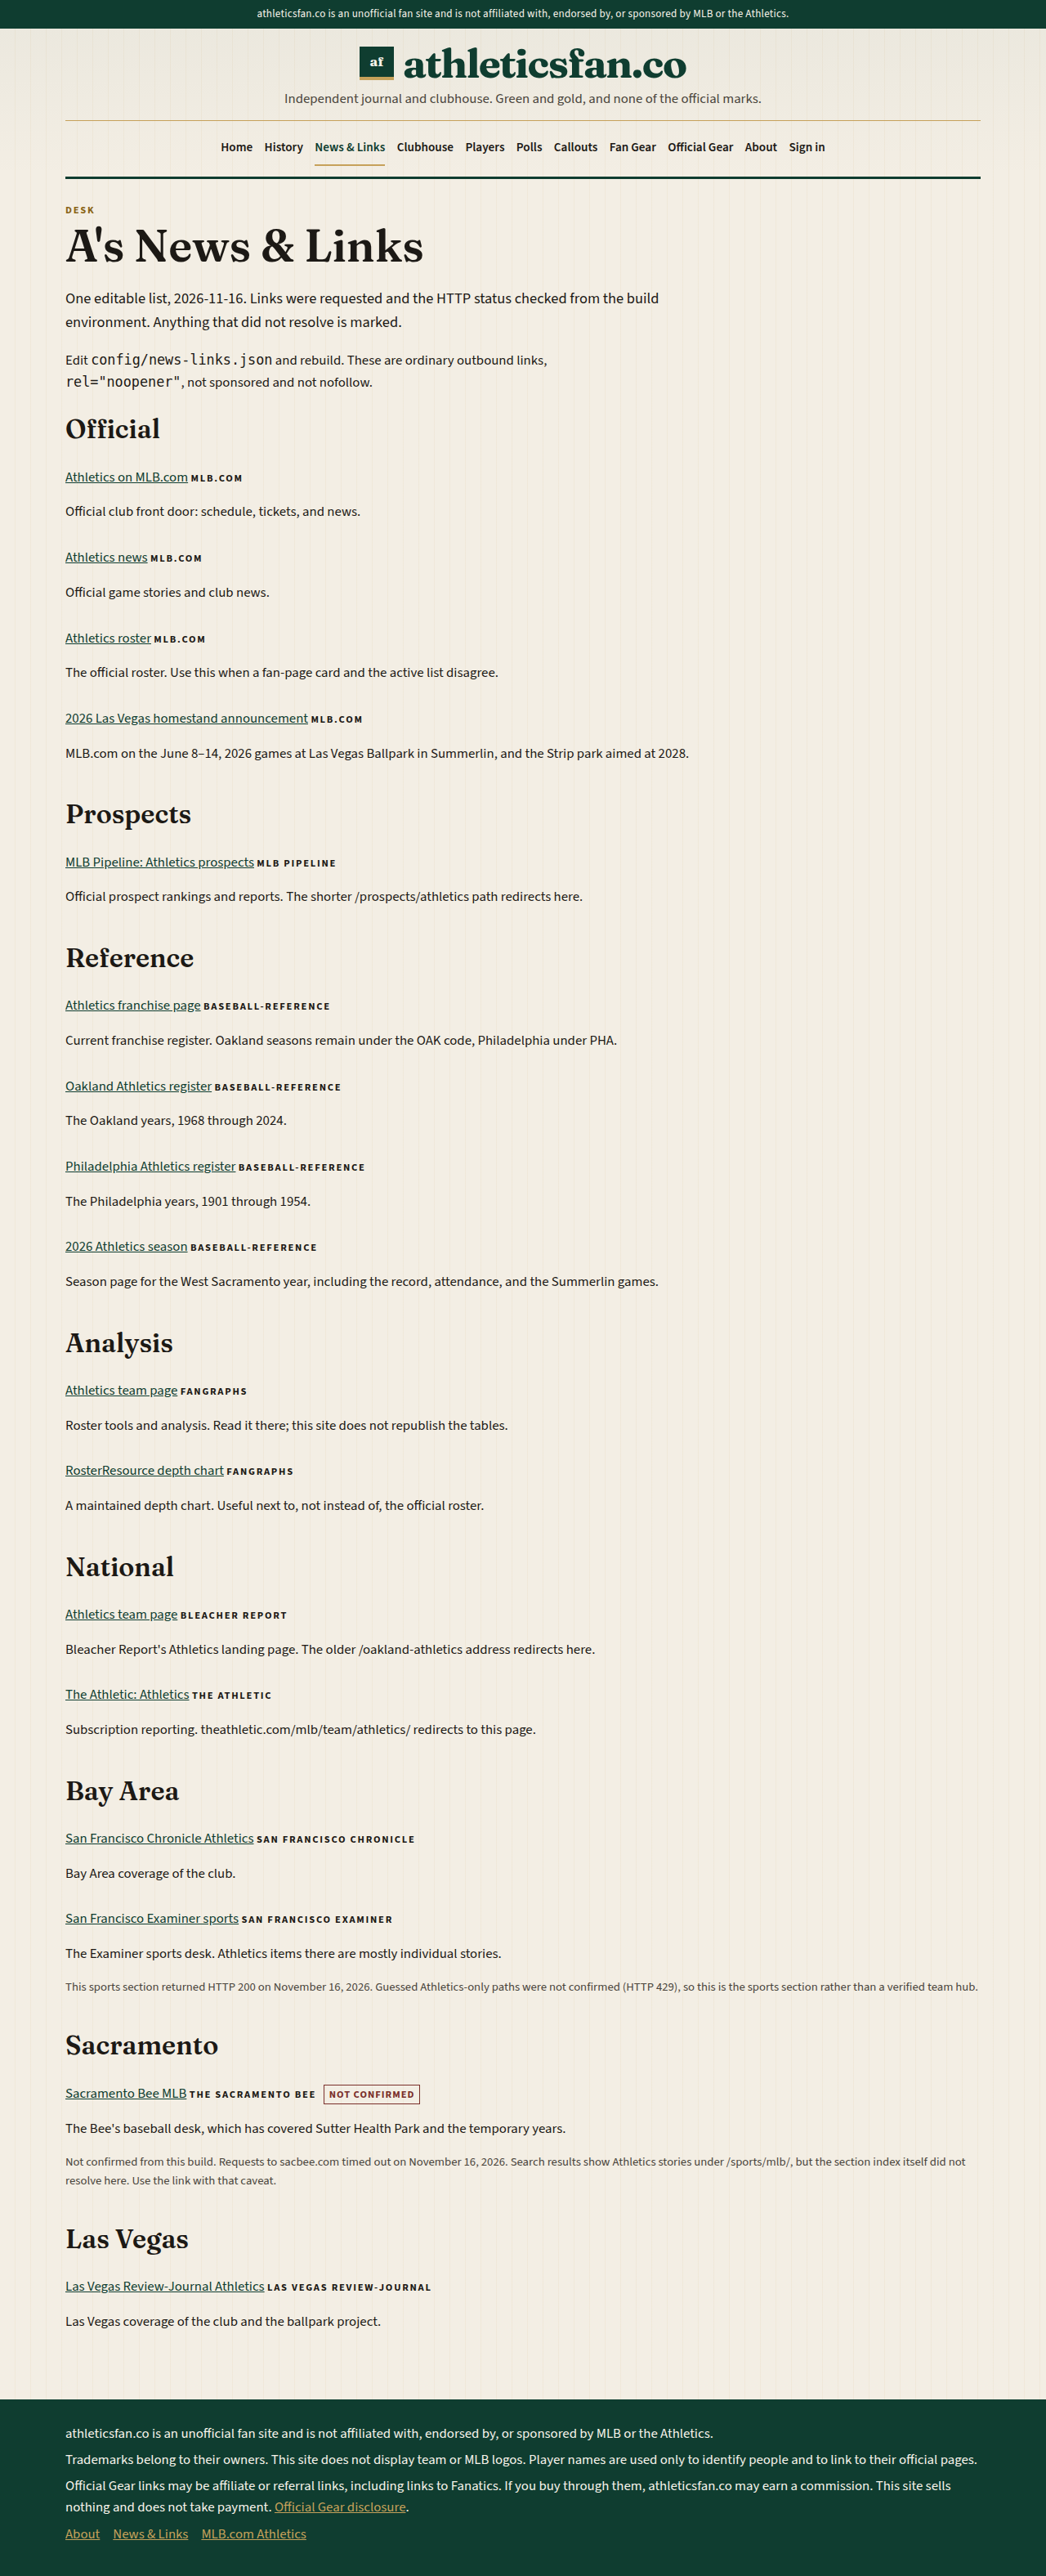 athleticsfan.co is an unofficial fan site and is not affiliated with, endorsed by, or sponsored by MLB or the Athletics.
af athleticsfan.co
Independent journal and clubhouse. Green and gold, and none of the official marks.
Home History News & Links Clubhouse Players Polls Callouts Fan Gear Official Gear About Sign in
DESK
A's News & Links
One editable list, 2026-11-16. Links were requested and the HTTP status checked from the build
environment. Anything that did not resolve is marked.
Edit config/news-links.json and rebuild. These are ordinary outbound links,
rel="noopener", not sponsored and not nofollow.
Official
Athletics on MLB.com MLB.COM
Official club front door: schedule, tickets, and news.
Athletics news MLB.COM
Official game stories and club news.
Athletics roster MLB.COM
The official roster. Use this when a fan-page card and the active list disagree.
2026 Las Vegas homestand announcement MLB.COM
MLB.com on the June 8–14, 2026 games at Las Vegas Ballpark in Summerlin, and the Strip park aimed at 2028.
Prospects
MLB Pipeline: Athletics prospects MLB PIPELINE
Official prospect rankings and reports. The shorter /prospects/athletics path redirects here.
Reference
Athletics franchise page BASEBALL-REFERENCE
Current franchise register. Oakland seasons remain under the OAK code, Philadelphia under PHA.
Oakland Athletics register BASEBALL-REFERENCE
The Oakland years, 1968 through 2024.
Philadelphia Athletics register BASEBALL-REFERENCE
The Philadelphia years, 1901 through 1954.
2026 Athletics season BASEBALL-REFERENCE
Season page for the West Sacramento year, including the record, attendance, and the Summerlin games.
Analysis
Athletics team page FANGRAPHS
Roster tools and analysis. Read it there; this site does not republish the tables.
RosterResource depth chart FANGRAPHS
A maintained depth chart. Useful next to, not instead of, the official roster.
National
Athletics team page BLEACHER REPORT
Bleacher Report's Athletics landing page. The older /oakland-athletics address redirects here.
The Athletic: Athletics THE ATHLETIC
Subscription reporting. theathletic.com/mlb/team/athletics/ redirects to this page.
Bay Area
San Francisco Chronicle Athletics SAN FRANCISCO CHRONICLE
Bay Area coverage of the club.
San Francisco Examiner sports SAN FRANCISCO EXAMINER
The Examiner sports desk. Athletics items there are mostly individual stories.
This sports section returned HTTP 200 on November 16, 2026. Guessed Athletics-only paths were not confirmed (HTTP 429), so this is the sports section rather than a verified team hub.
Sacramento
Sacramento Bee MLB THE SACRAMENTO BEE NOT CONFIRMED
The Bee's baseball desk, which has covered Sutter Health Park and the temporary years.
Not confirmed from this build. Requests to sacbee.com timed out on November 16, 2026. Search results show Athletics stories under /sports/mlb/, but the section index itself did not
resolve here. Use the link with that caveat.
Las Vegas
Las Vegas Review-Journal Athletics LAS VEGAS REVIEW-JOURNAL
Las Vegas coverage of the club and the ballpark project.
athleticsfan.co is an unofficial fan site and is not affiliated with, endorsed by, or sponsored by MLB or the Athletics.
Trademarks belong to their owners. This site does not display team or MLB logos. Player names are used only to identify people and to link to their official pages.
Official Gear links may be affiliate or referral links, including links to Fanatics. If you buy through them, athleticsfan.co may earn a commission. This site sells
nothing and does not take payment. Official Gear disclosure.
About News & Links MLB.com Athletics